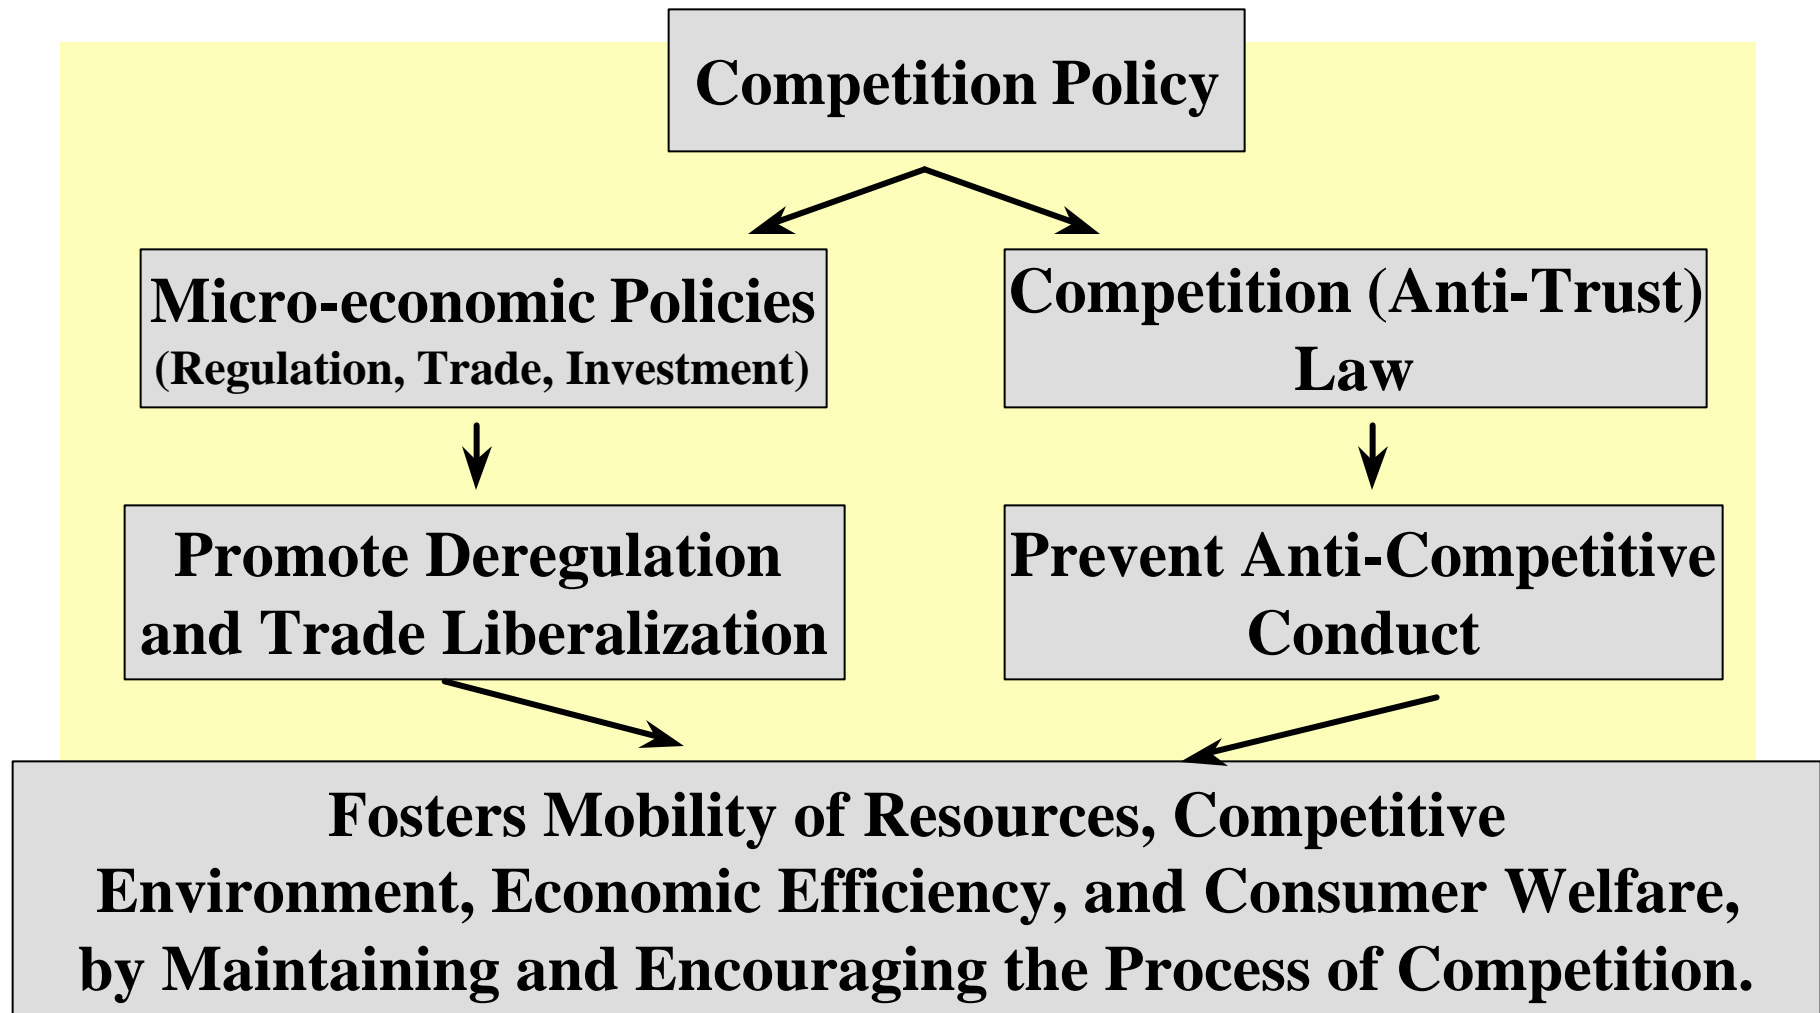 Competition Policy
Micro-economic Policies
(Regulation, Trade, Investment)
Competition (Anti-Trust)
Law
Promote Deregulation
and Trade Liberalization
Prevent Anti-Competitive
Conduct
Fosters Mobility of Resources, Competitive
Environment, Economic Efficiency, and Consumer Welfare,
by Maintaining and Encouraging the Process of Competition.